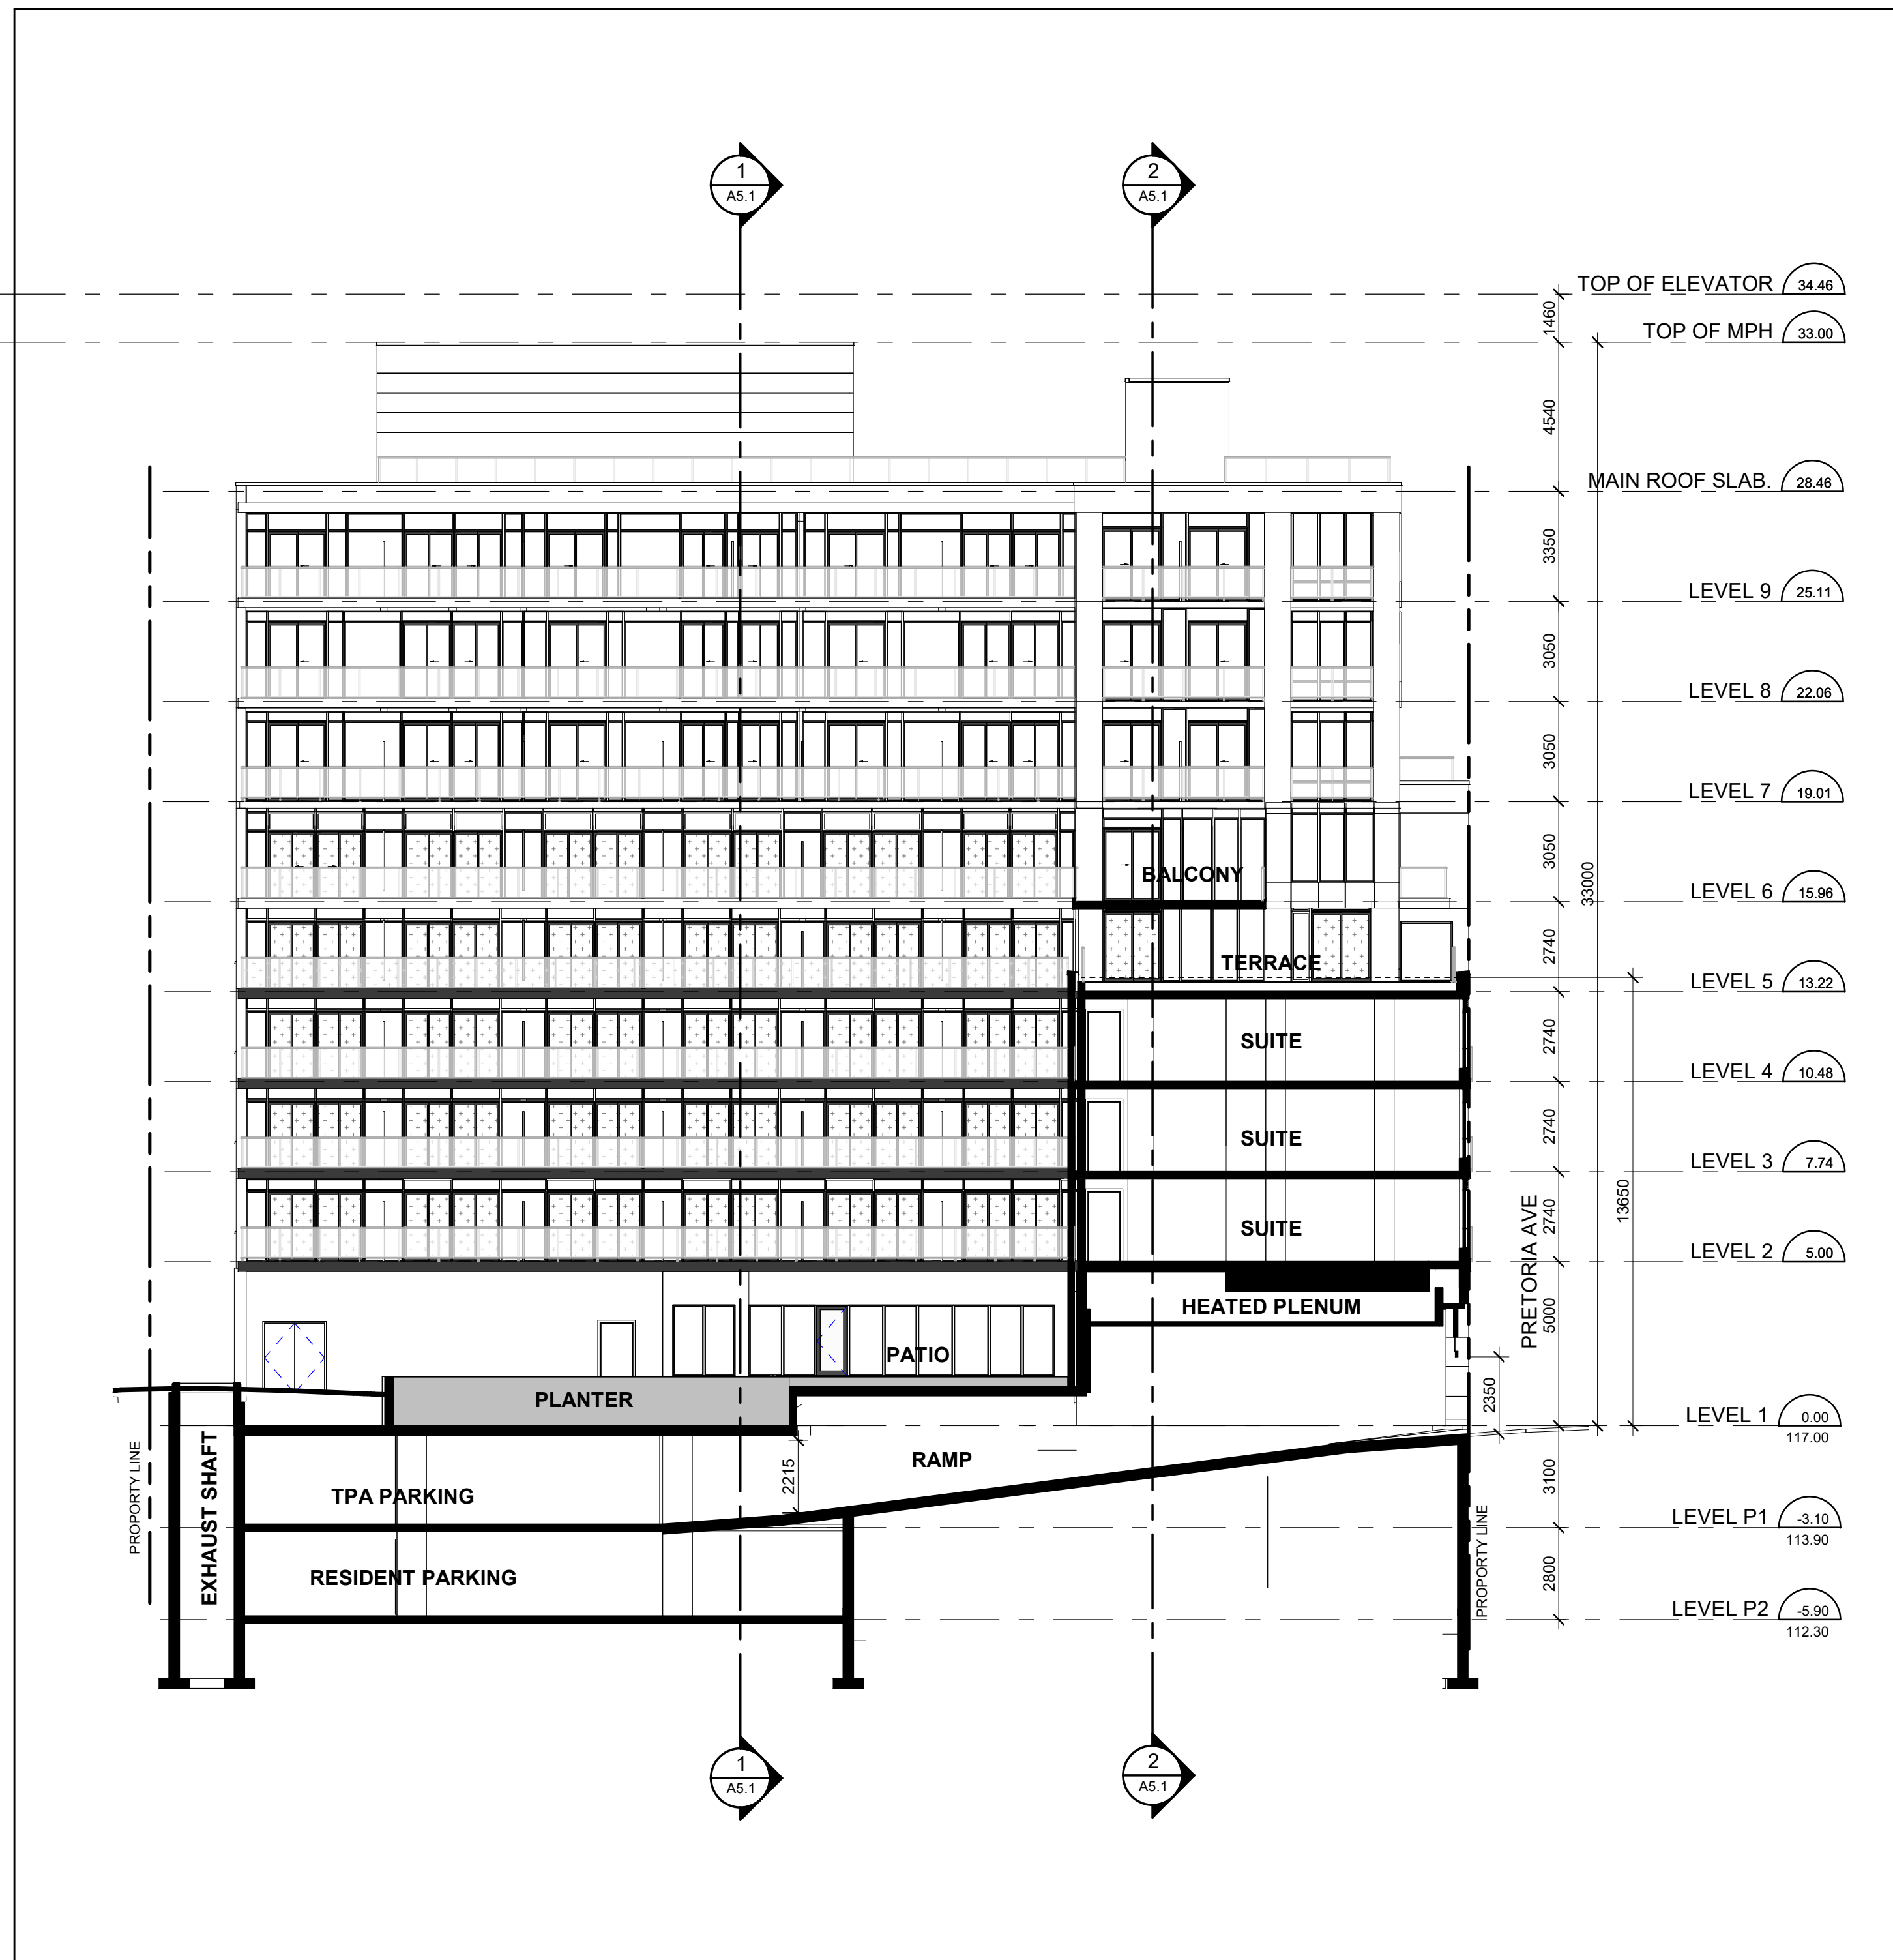 1
A5.1
2
A5.1
TOP OF ELEVATOR 34.46
1460
TOP OF MPH 33.00
4540
MAIN ROOF SLAB. 28.46
3350
LEVEL 9 25.11
3050
LEVEL 8 22.06
3050
LEVEL 7 19.01
3050
33000
BALCONY
LEVEL 6 15.96
2740
TERRACE
LEVEL 5 13.22
2740
SUITE
LEVEL 4 10.48
2740
SUITE
LEVEL 3 7.74
2740
13650
SUITE
PRETORIA AVE
LEVEL 2 5.00
HEATED PLENUM
5000
PATIO
PLANTER
2350
LEVEL 1 0.00
117.00
PROPORTY LINE
EXHAUST SHAFT
RAMP
2215
TPA PARKING
3100
LEVEL P1 -3.10
113.90
PROPORTY LINE
RESIDENT PARKING
2800
LEVEL P2 -5.90
112.30
1
A5.1
2
A5.1